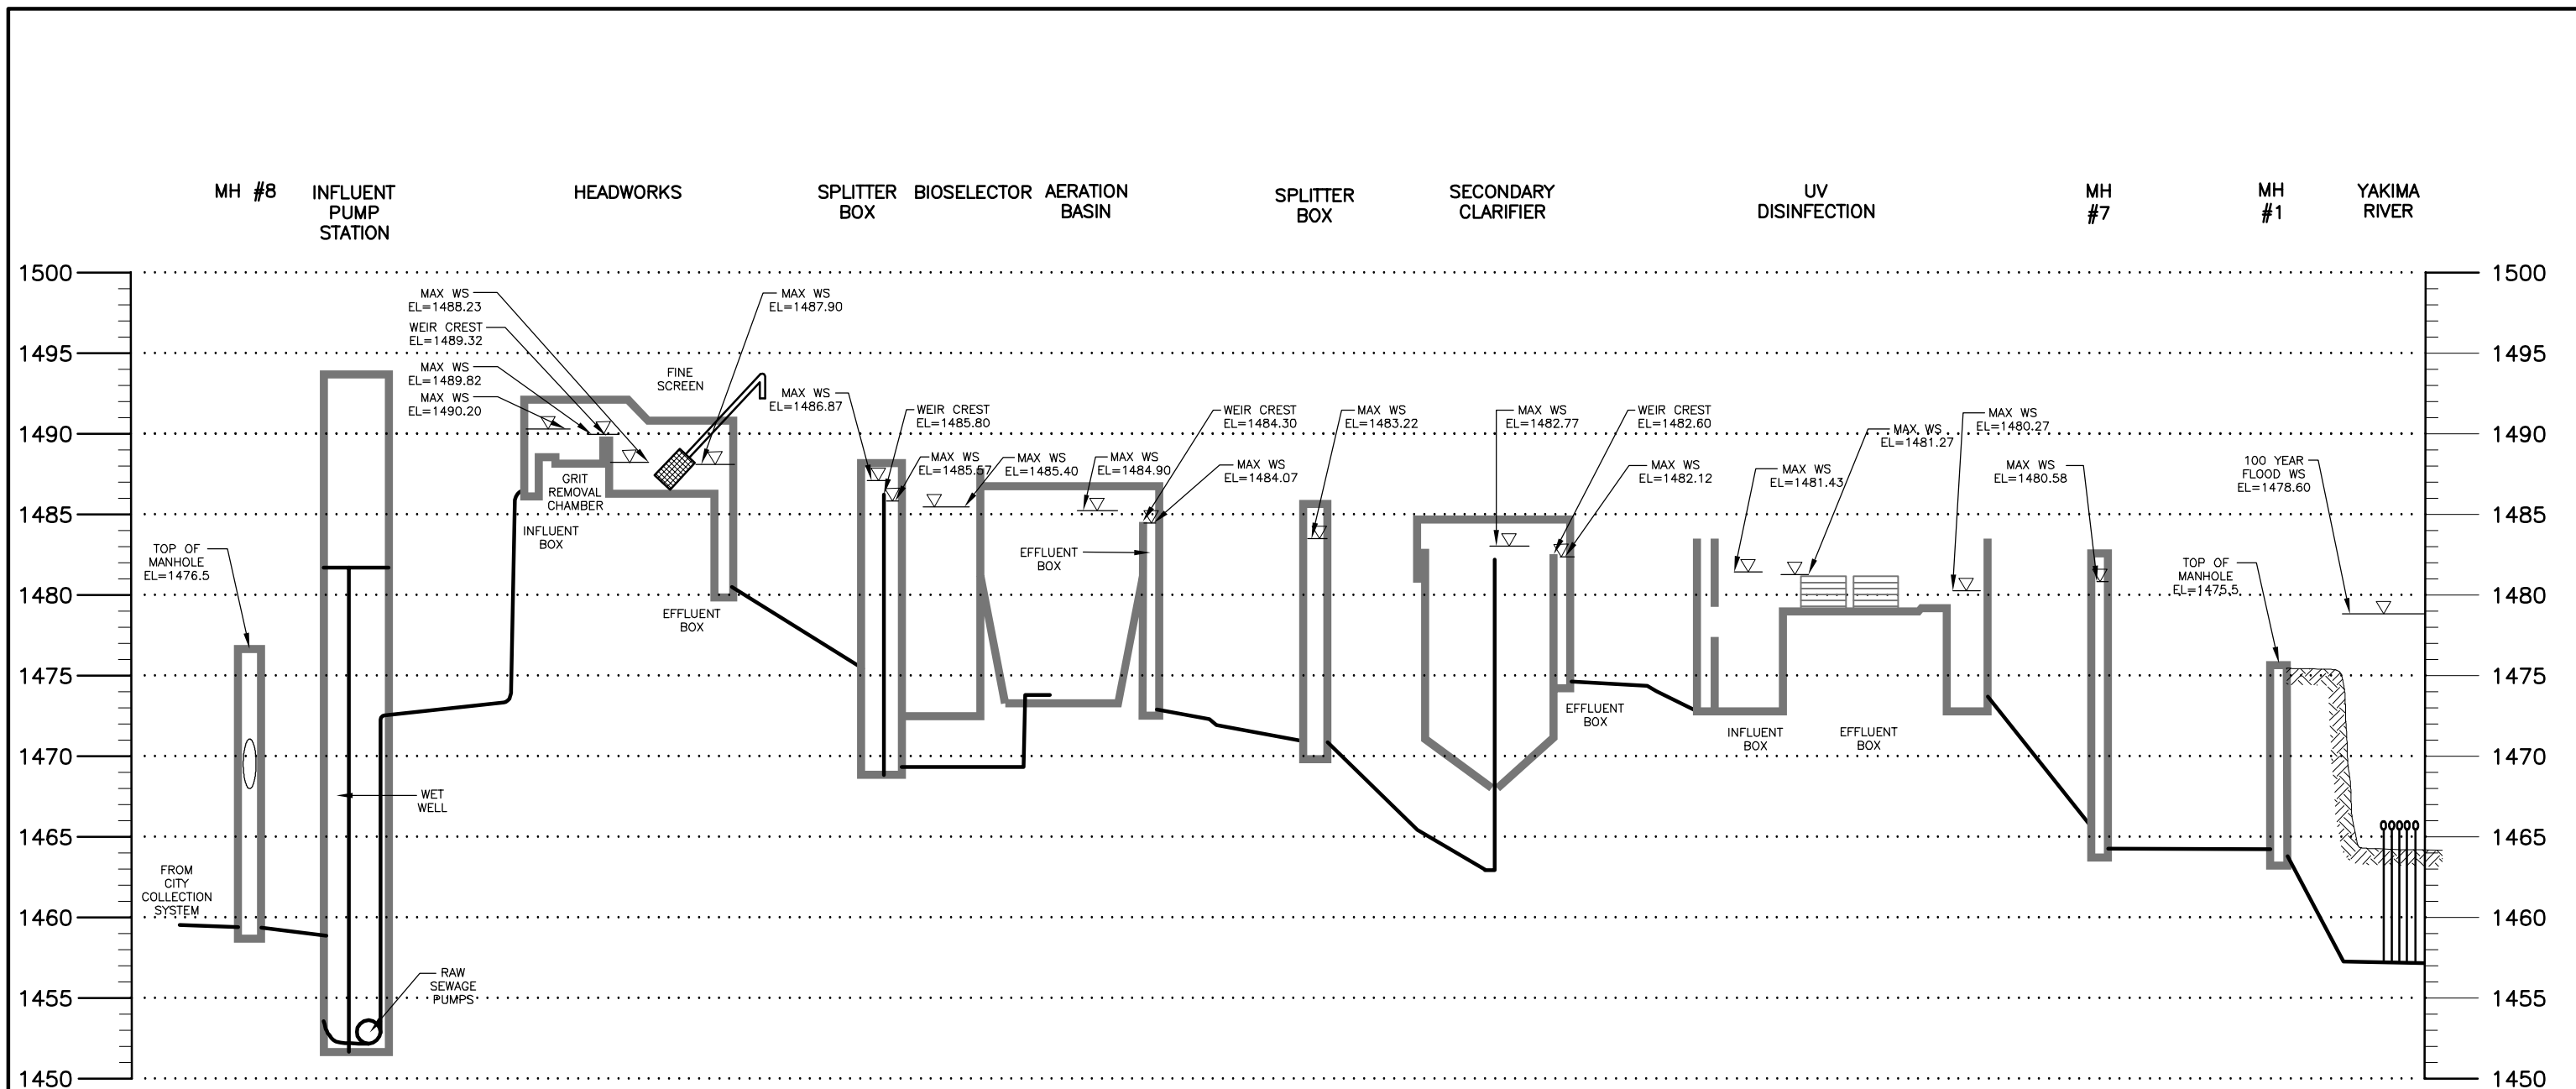 MH #8
INFLUENT
PUMP
STATION
HEADWORKS
SPLITTER
BOX
BIOSELECTOR
AERATION
BASIN
SPLITTER
BOX
SECONDARY
CLARIFIER
UV
DISINFECTION
MH
#7
MH
#1
YAKIMA
RIVER
1500
1495
1490
1485
1480
1475
1470
1465
1460
1455
1450
TOP OF
MANHOLE
EL=1476.5
FROM
CITY
COLLECTION
SYSTEM
WET
WELL
RAW
SEWAGE
PUMPS
MAX WS
EL=1488.23
WEIR CREST
EL=1489.32
MAX WS
EL=1489.82
MAX WS
EL=1490.20
GRIT
REMOVAL
CHAMBER
INFLUENT
BOX
FINE
SCREEN
MAX WS
EL=1487.90
EFFLUENT
BOX
MAX WS
EL=1486.87
WEIR CREST
EL=1485.80
MAX WS
EL=1485.57
MAX WS
EL=1485.40
MAX WS
EL=1484.90
EFFLUENT
BOX
WEIR CREST
EL=1484.30
MAX WS
EL=1484.07
MAX WS
EL=1483.22
MAX WS
EL=1482.77
WEIR CREST
EL=1482.60
MAX WS
EL=1482.12
EFFLUENT
BOX
MAX WS
EL=1481.43
MAX WS
EL=1481.27
MAX WS
EL=1480.27
INFLUENT
BOX
EFFLUENT
BOX
MAX WS
EL=1480.58
TOP OF
MANHOLE
EL=1475.5
100 YEAR
FLOOD WS
EL=1478.60
1500
1495
1490
1485
1480
1475
1470
1465
1460
1455
1450